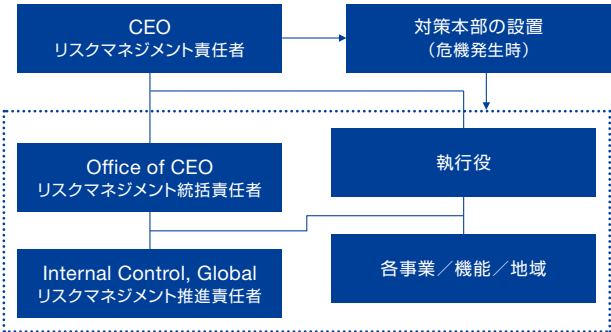 CEO
リスクマネジメント責任者
対策本部の設置
（危機発生時）
Office of CEO
リスクマネジメント統括責任者
執行役
Internal Control, Global
リスクマネジメント推進責任者
各事業／機能／地域